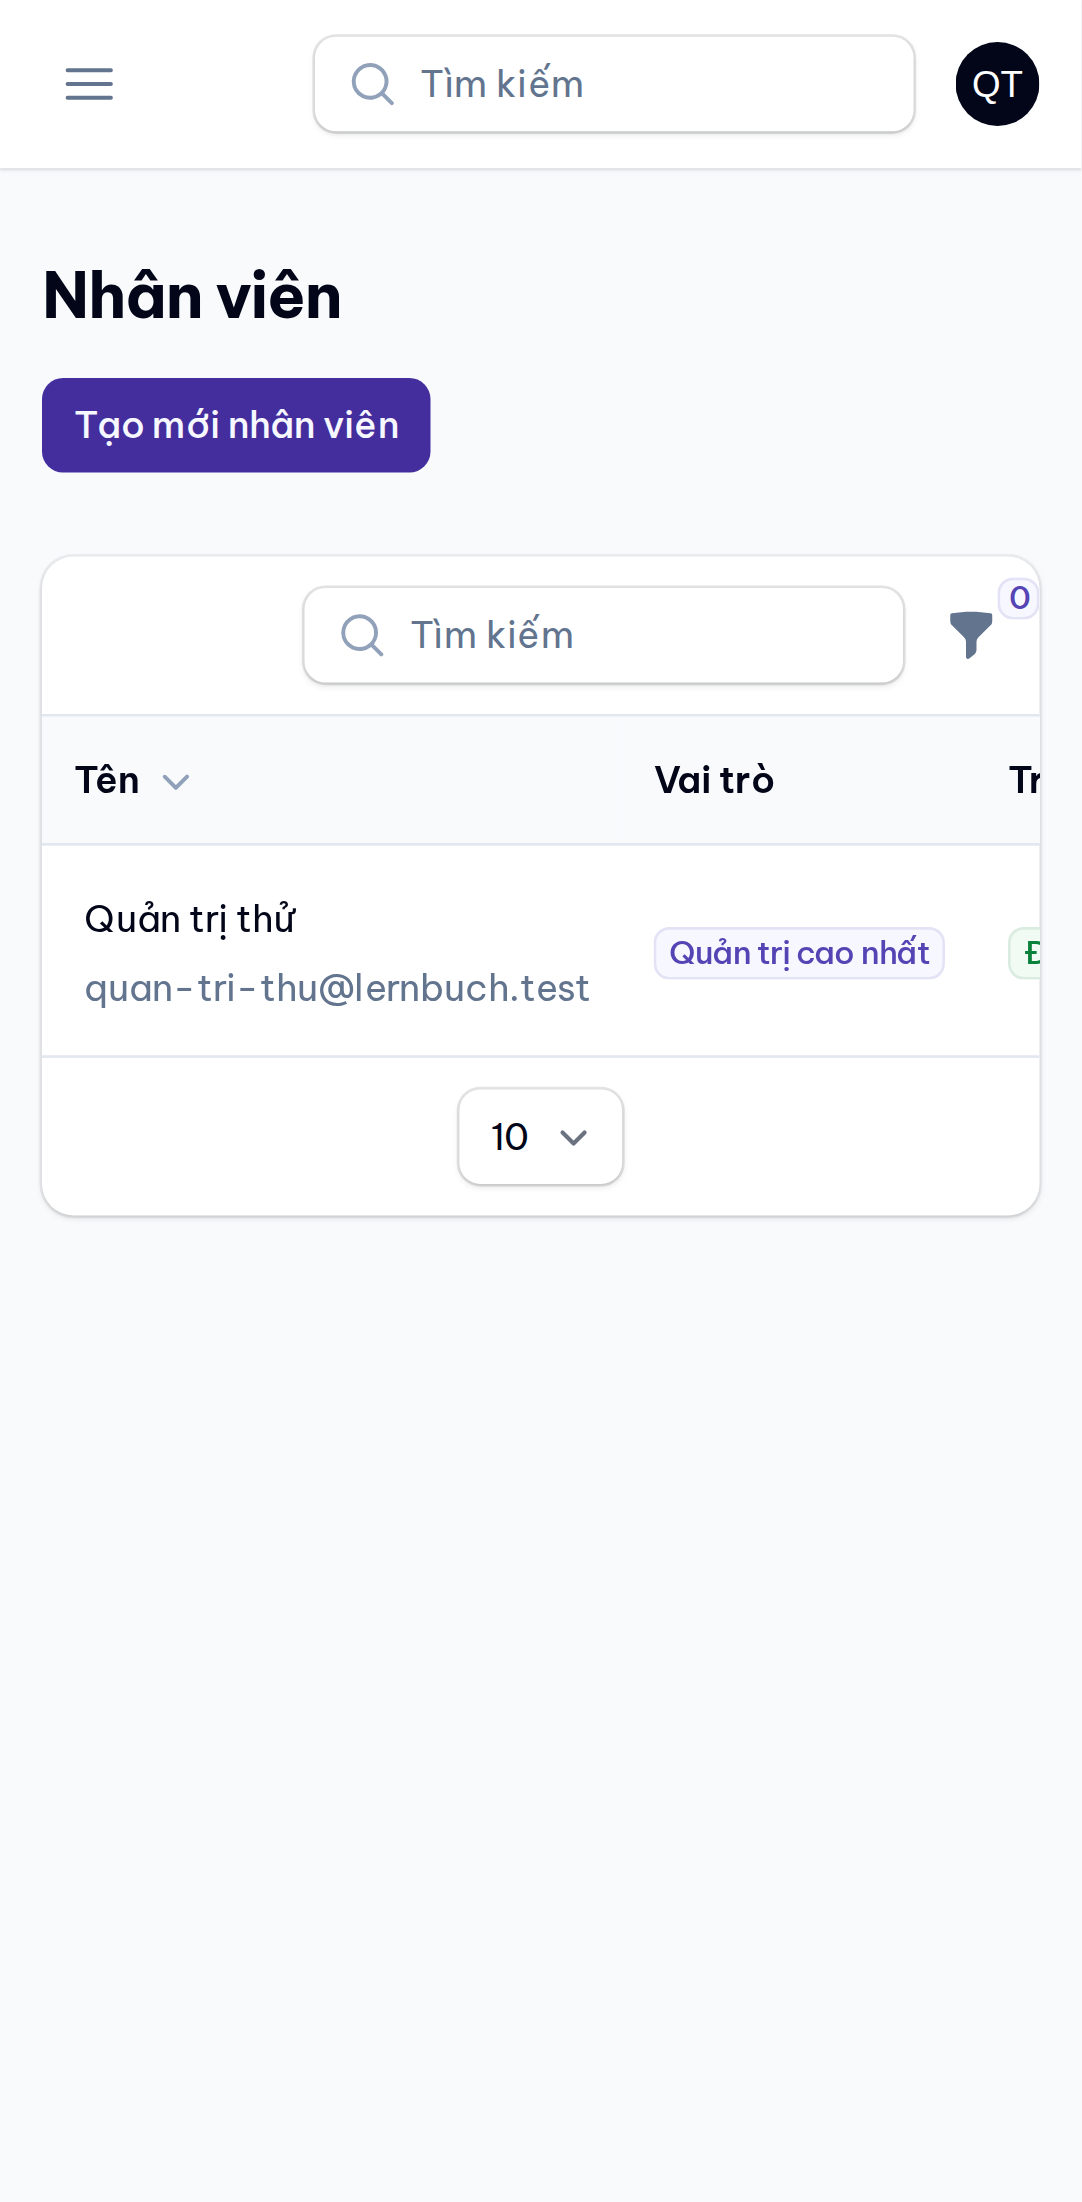 Tìm kiếm
QT
Nhân viên
Tạo mới nhân viên
Tìm kiếm
0
Tên
Vai trò
Tr
Quản trị thử
quan-tri-thu@lernbuch.test
Quản trị cao nhất
Đ
10